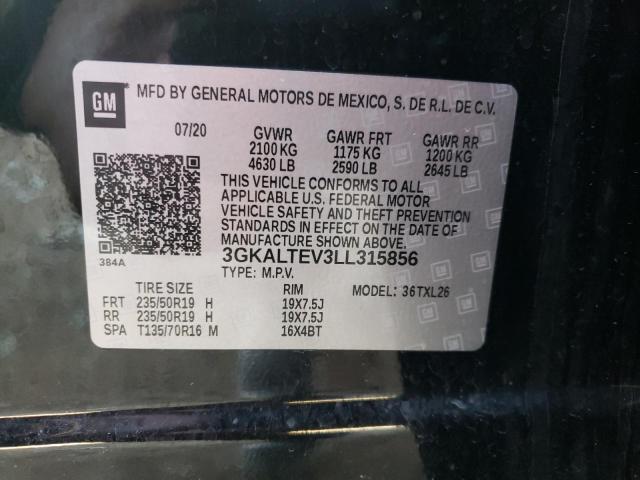 GM MFD BY GENERAL MOTORS DE MEXICO, S. DE R.L. DE C.V.
07/20 GVWR GAWR FRT GAWR RR
2100 KG 1175 KG 1200 KG
4630 LB 2590 LB 2645 LB
THIS VEHICLE CONFORMS TO ALL
APPLICABLE U.S. FEDERAL MOTOR
VEHICLE SAFETY AND THEFT PREVENTION
STANDARDS IN EFFECT ON THE DATE OF
MANUFACTURE SHOWN ABOVE.
384A 3GKALTEV3LL315856
TYPE: M.P.V.
TIRE SIZE RIM MODEL: 36TXL26
FRT 235/50R19 H 19X7.5J
RR 235/50R19 H 19X7.5J
SPA T135/70R16 M 16X4BT